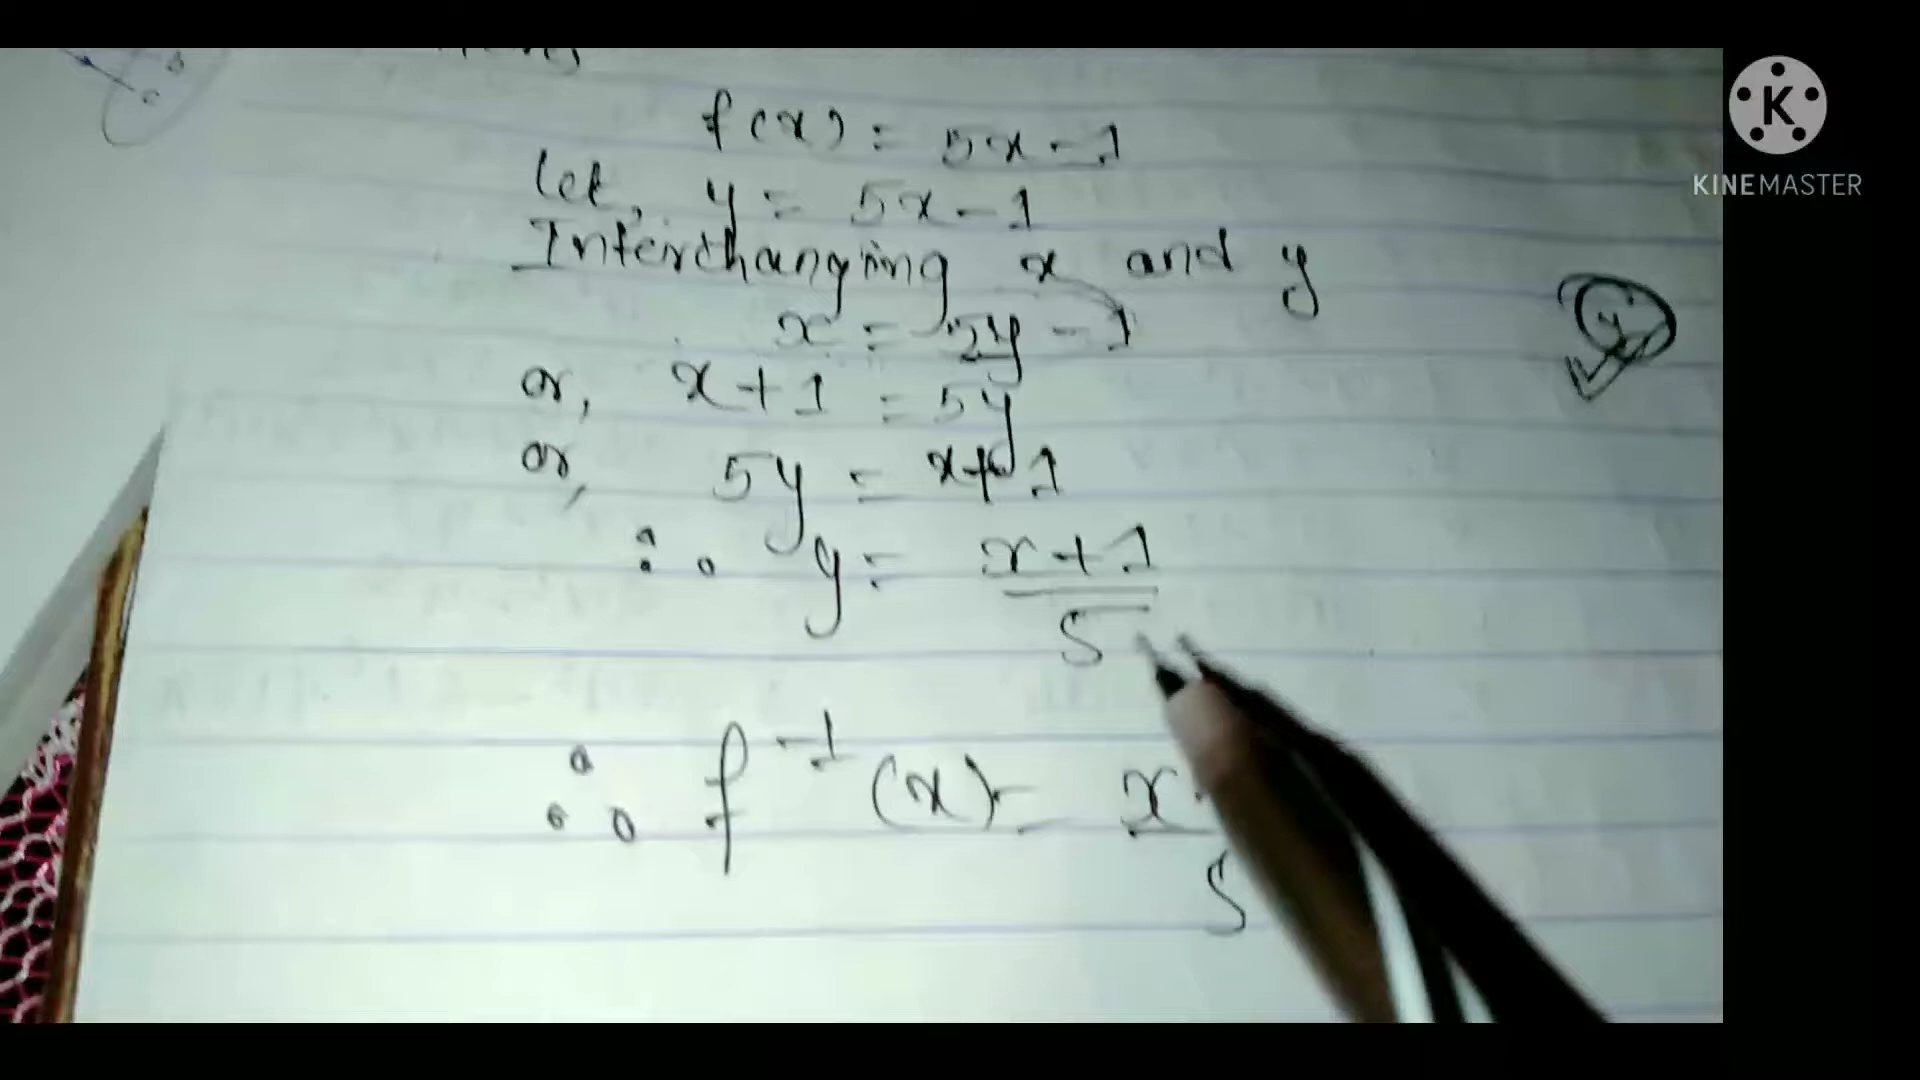 f(x) = 5x - 1
Let, y = 5x - 1
Interchanging x and y
x = 5y - 1
or, x + 1 = 5y
or, 5y = x + 1
∴ y = x + 1
5
∴ f⁻¹(x) = x
5
K
KINEMASTER